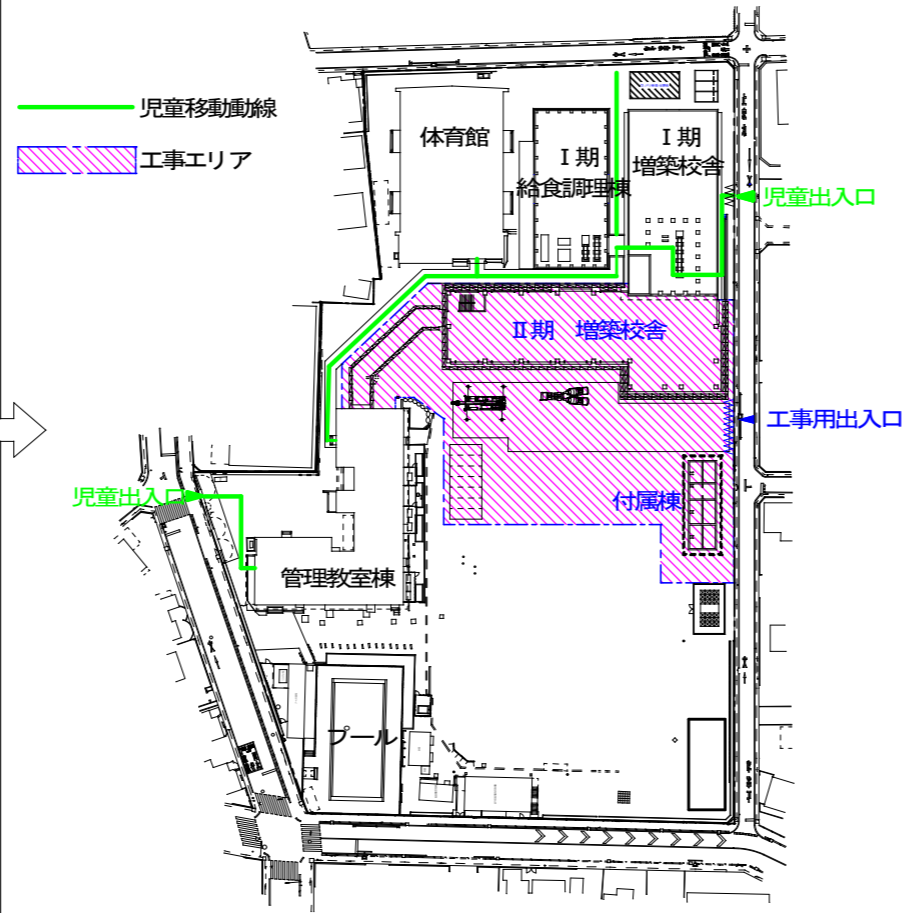 児童移動動線
工事エリア
体育館
Ⅰ期
給食調理棟
Ⅰ期
増築校舎
児童出入口
Ⅱ期 増築校舎
工事用出入口
児童出入口
付属棟
管理教室棟
プール